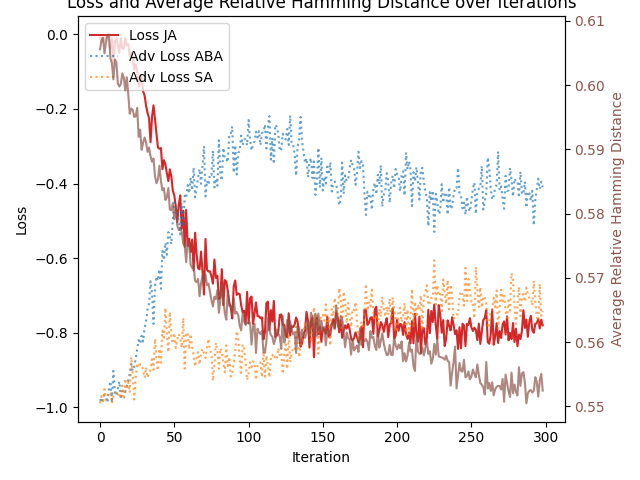 Loss and Average Relative Hamming Distance over Iterations
Loss JA
Adv Loss ABA
Adv Loss SA
0.0
−0.2
−0.4
−0.6
−0.8
−1.0
Loss
0.61
0.60
0.59
0.58
0.57
0.56
0.55
Average Relative Hamming Distance
0
50
100
150
200
250
300
Iteration